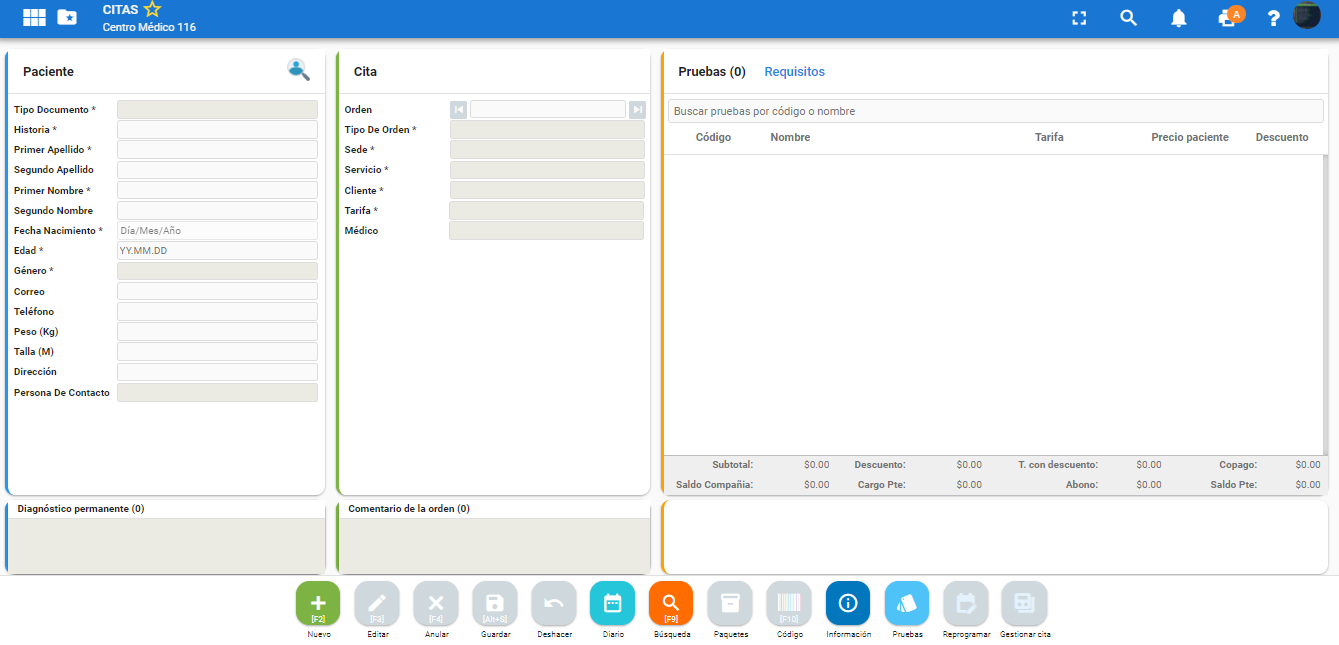 CITAS
Centro Médico 116
A
?
Paciente
Tipo Documento *
Historia *
Primer Apellido *
Segundo Apellido
Primer Nombre *
Segundo Nombre
Fecha Nacimiento * Día/Mes/Año
Edad * YY.MM.DD
Género *
Correo
Teléfono
Peso (Kg)
Talla (M)
Dirección
Persona De Contacto
Cita
Orden
Tipo De Orden *
Sede *
Servicio *
Cliente *
Tarifa *
Médico
Pruebas (0) Requisitos
Buscar pruebas por código o nombre
Código Nombre Tarifa Precio paciente Descuento
Subtotal: $0.00 Descuento: $0.00 T. con descuento: $0.00 Copago: $0.00
Saldo Compañia: $0.00 Cargo Pte: $0.00 Abono: $0.00 Saldo Pte: $0.00
Diagnóstico permanente (0)
Comentario de la orden (0)
[F2] [F3] [F4] [Alt+S] [F9] [F10]
Nuevo Editar Anular Guardar Deshacer Diario Búsqueda Paquetes Código Información Pruebas Reprogramar Gestionar cita